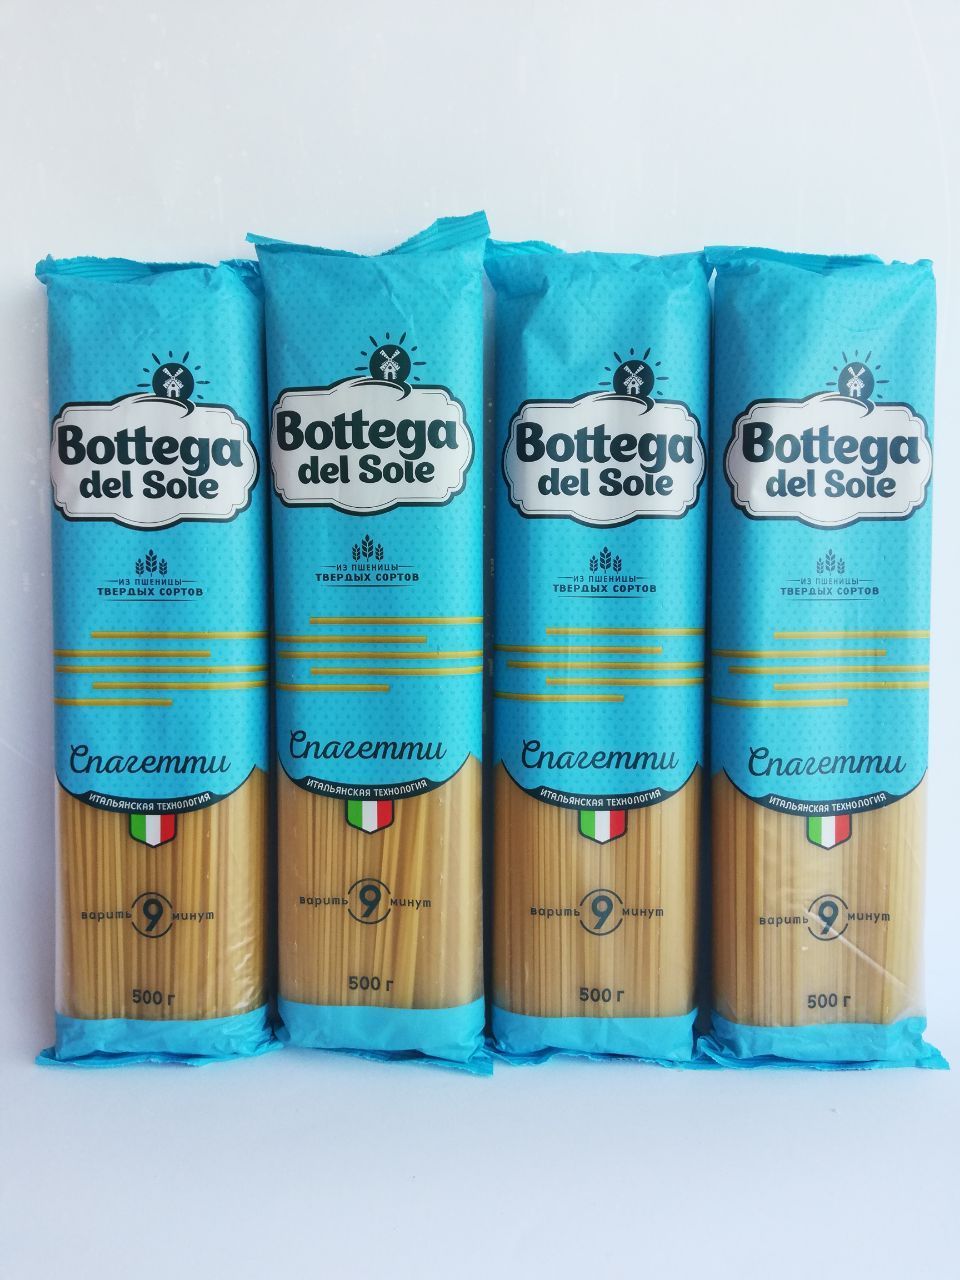 Bottega
del Sole
ИЗ ПШЕНИЦЫ
ТВЕРДЫХ СОРТОВ
Спагетти
ИТАЛЬЯНСКАЯ ТЕХНОЛОГИЯ
варить 9 минут
500 г
Bottega
del Sole
ИЗ ПШЕНИЦЫ
ТВЕРДЫХ СОРТОВ
Спагетти
ИТАЛЬЯНСКАЯ ТЕХНОЛОГИЯ
варить 9 минут
500 г
Bottega
del Sole
ИЗ ПШЕНИЦЫ
ТВЕРДЫХ СОРТОВ
Спагетти
ИТАЛЬЯНСКАЯ ТЕХНОЛОГИЯ
варить 9 минут
500 г
Bottega
del Sole
ИЗ ПШЕНИЦЫ
ТВЕРДЫХ СОРТОВ
Спагетти
ИТАЛЬЯНСКАЯ ТЕХНОЛОГИЯ
варить 9 минут
500 г